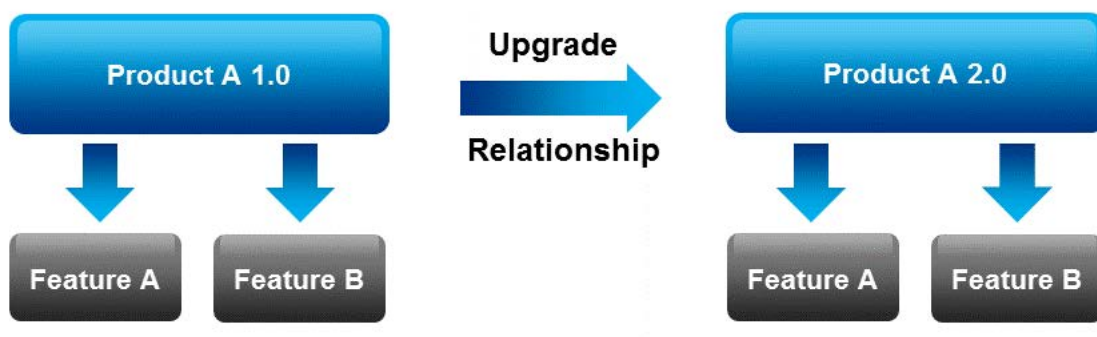 Product A 1.0
Upgrade
Relationship
Product A 2.0
Feature A
Feature B
Feature A
Feature B